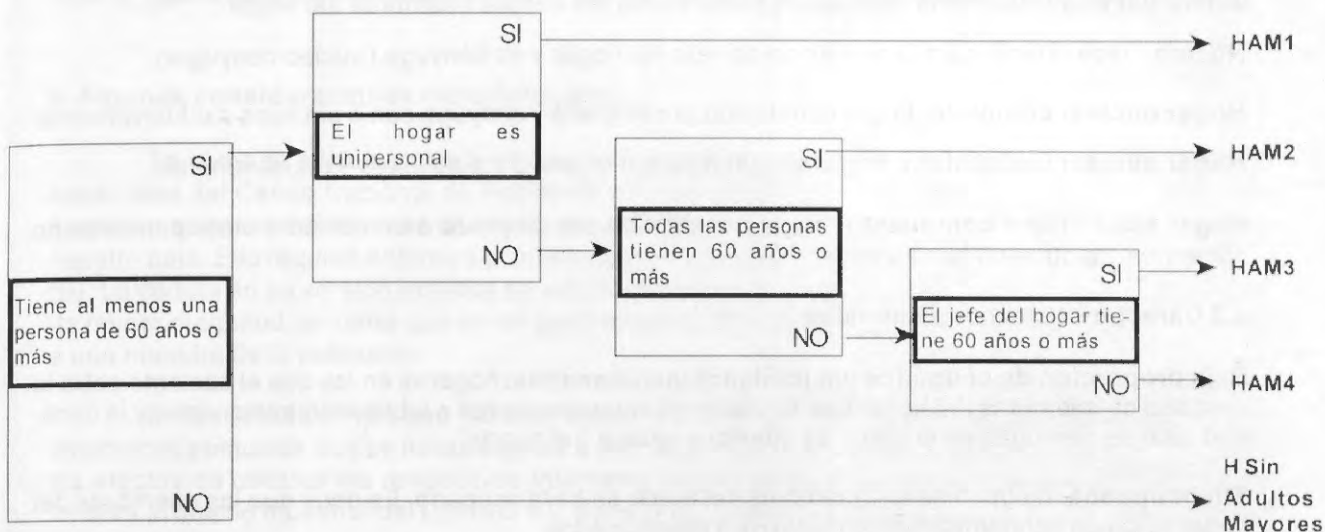 SI
HAM1
El hogar es
unipersonal
SI
SI
HAM2
Todas las personas
NO
tienen 60 años o
más
SI
HAM3
Tiene al menos una
persona de 60 años o
más
NO
El jefe del hogar tie-
ne 60 años o más
NO
HAM4
H Sin
NO
Adultos
Mayores